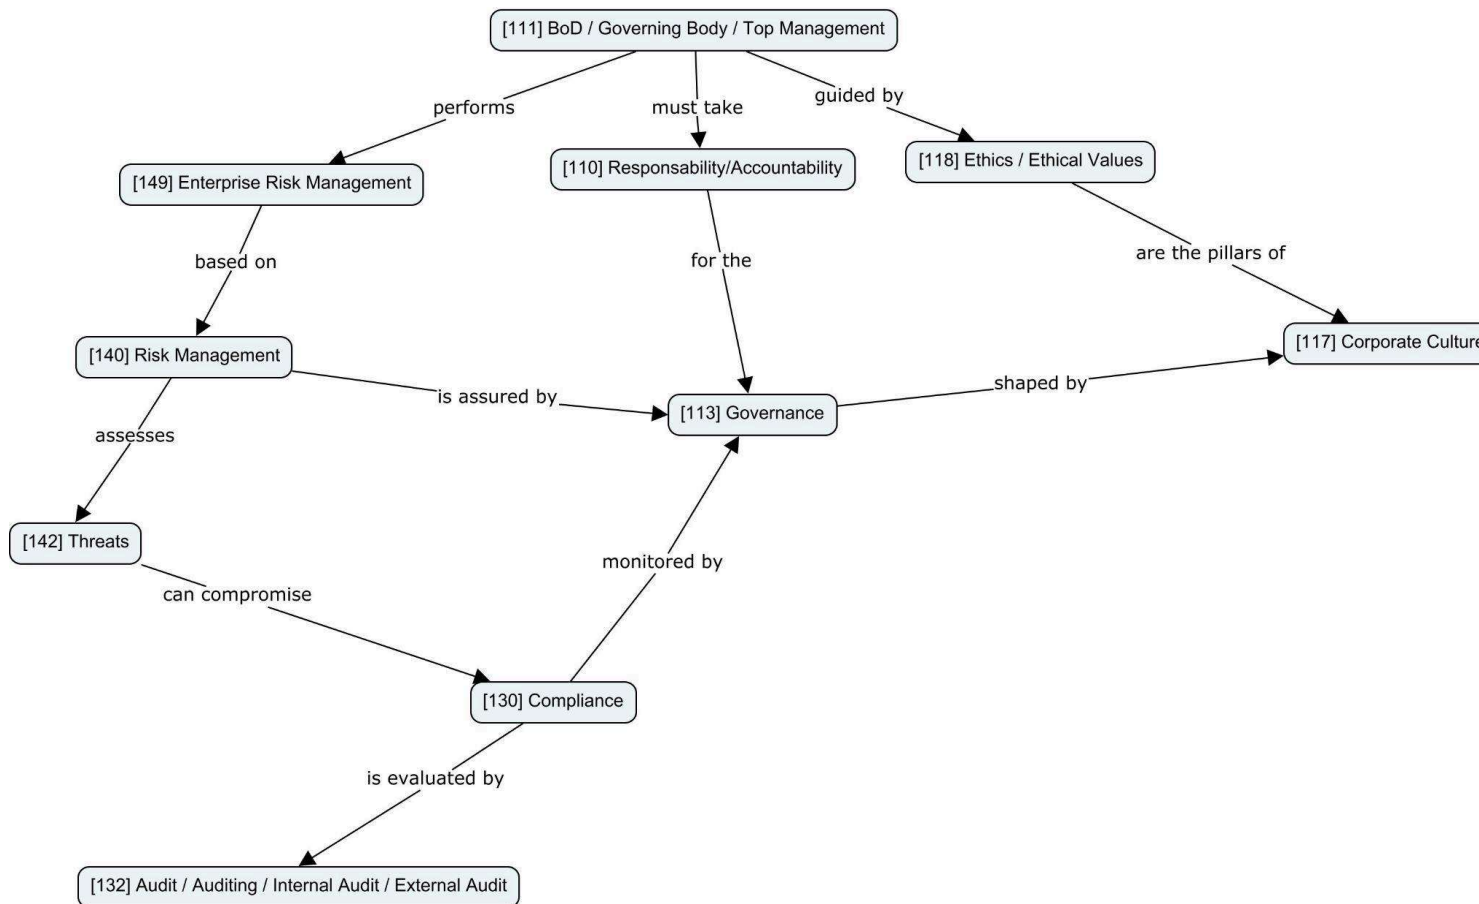 [111] BoD / Governing Body / Top Management
performs
must take
guided by
[149] Enterprise Risk Management
[110] Responsability/Accountability
[118] Ethics / Ethical Values
based on
for the
are the pillars of
[140] Risk Management
[117] Corporate Culture
is assured by
shaped by
[113] Governance
assesses
[142] Threats
can compromise
monitored by
[130] Compliance
is evaluated by
[132] Audit / Auditing / Internal Audit / External Audit